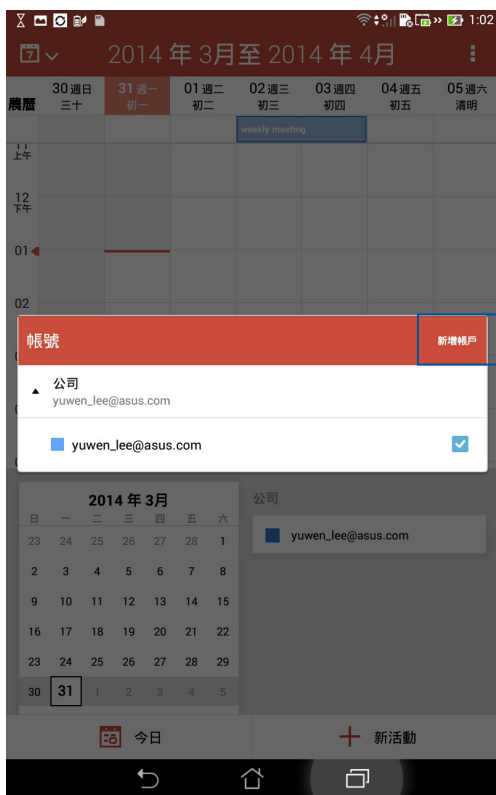 1:02
7
2014 年 3月至 2014 年 4月
農曆
30 週日 31 週一 01 週二 02 週三 03 週四 04 週五 05 週六
三十 初一 初二 初三 初四 初五 清明
weekly meeting
11
上午
12
下午
01
02
帳號
新增帳戶
公司
yuwen_lee@asus.com
yuwen_lee@asus.com
2014 年 3月
日 一 二 三 四 五 六
23 24 25 26 27 28 1
2 3 4 5 6 7 8
9 10 11 12 13 14 15
16 17 18 19 20 21 22
23 24 25 26 27 28 29
30 31 1 2 3 4 5
公司
yuwen_lee@asus.com
今日
新活動